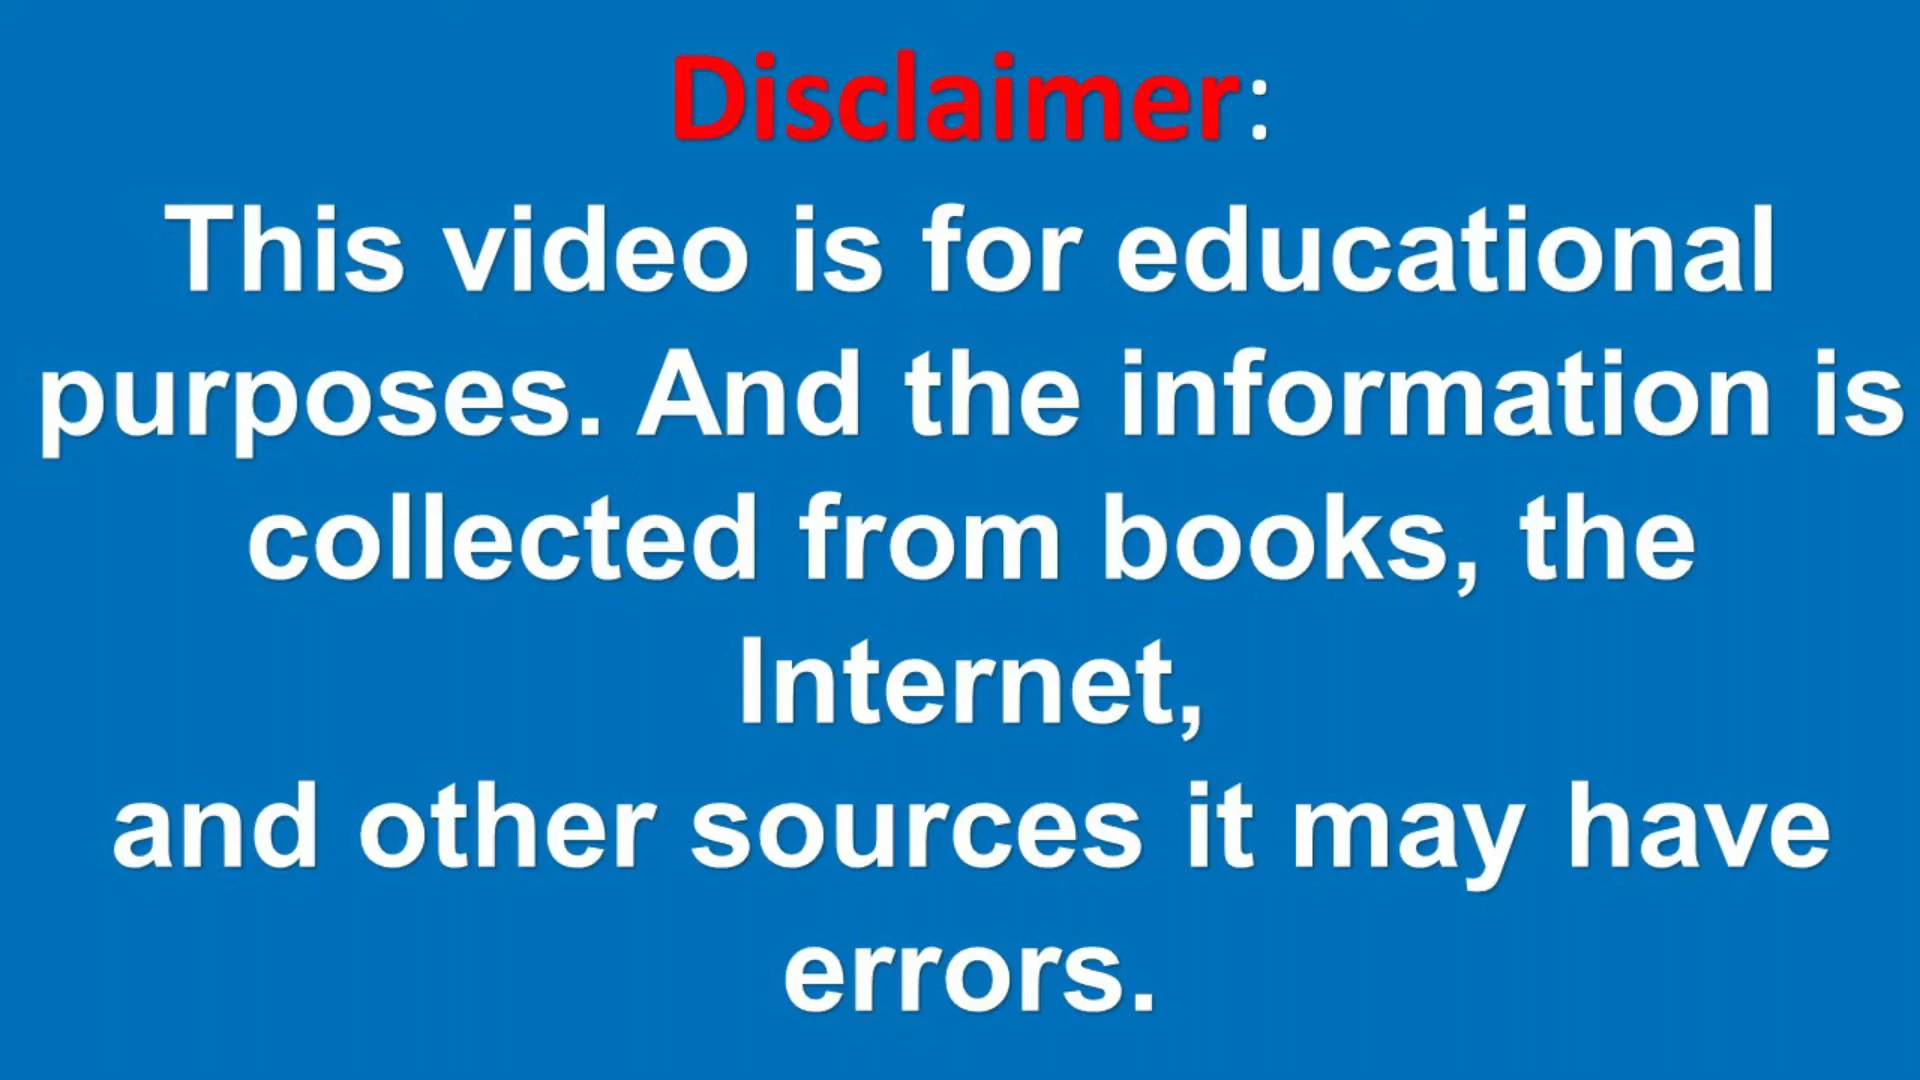 Disclaimer:
This video is for educational
purposes. And the information is
collected from books, the
Internet,
and other sources it may have
errors.